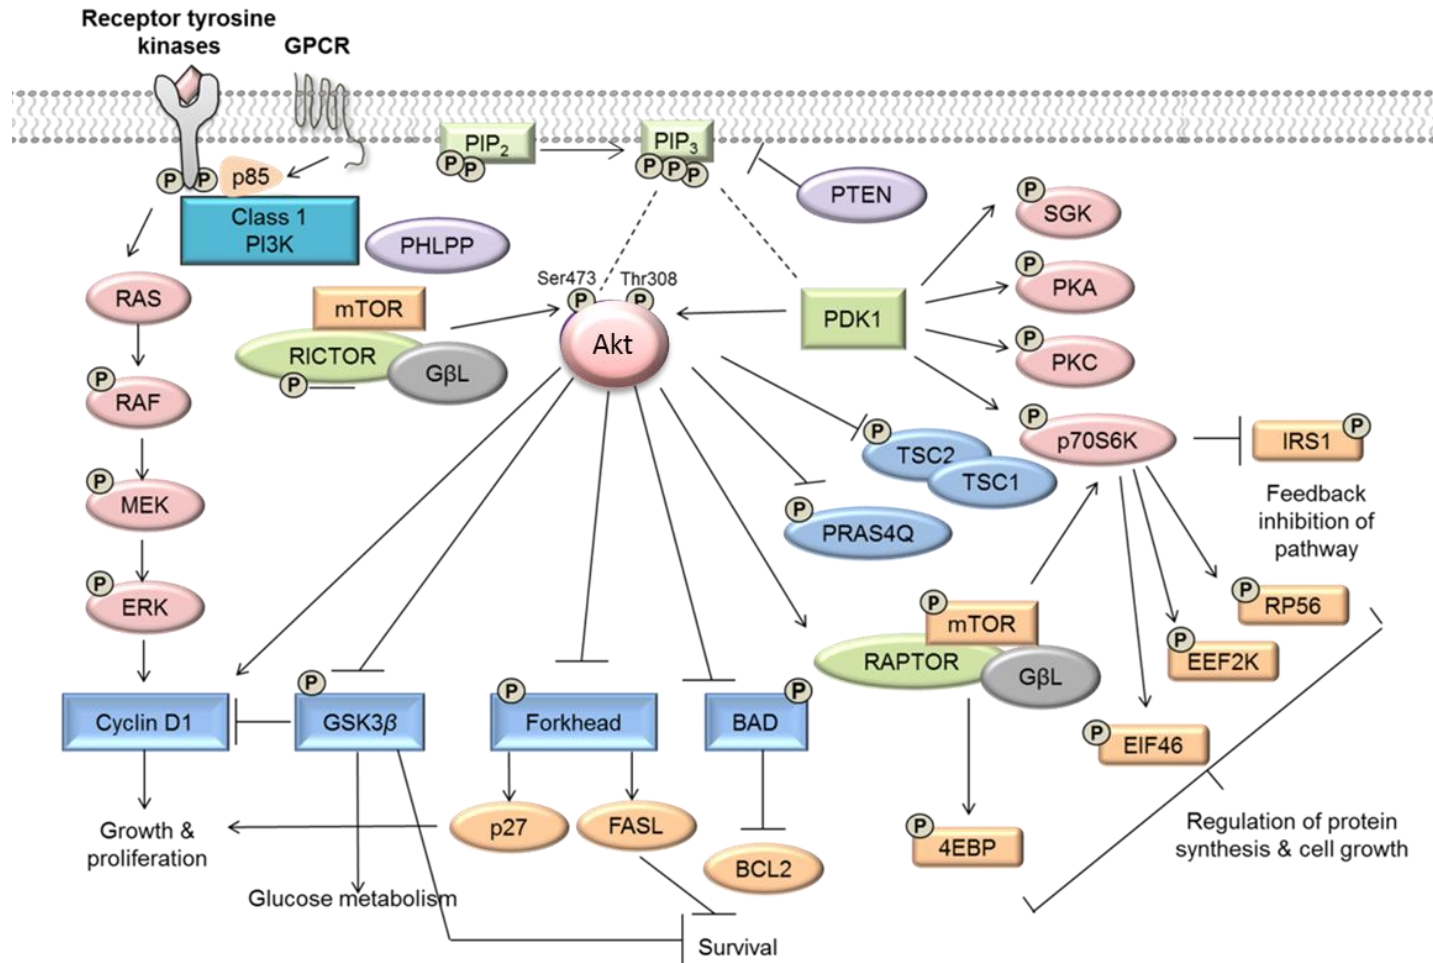 Receptor tyrosine
kinases
GPCR
PIP2
P
P
PIP3
P
P
P
P
P
p85
PTEN
Class 1
PI3K
PHLPP
P
SGK
Ser473
Thr308
P
P
P
PKA
RAS
mTOR
Akt
PDK1
RICTOR
P
GβL
P
PKC
P
RAF
P
TSC2
TSC1
P
p70S6K
P
IRS1
Feedback
inhibition of
pathway
P
MEK
P
PRAS4Q
P
ERK
P
mTOR
RAPTOR
GβL
P
RP56
P
EEF2K
P
EIF46
Cyclin D1
P
GSK3β
P
Forkhead
P
BAD
Growth &
proliferation
p27
FASL
BCL2
P
4EBP
Regulation of protein
synthesis & cell growth
Glucose metabolism
Survival